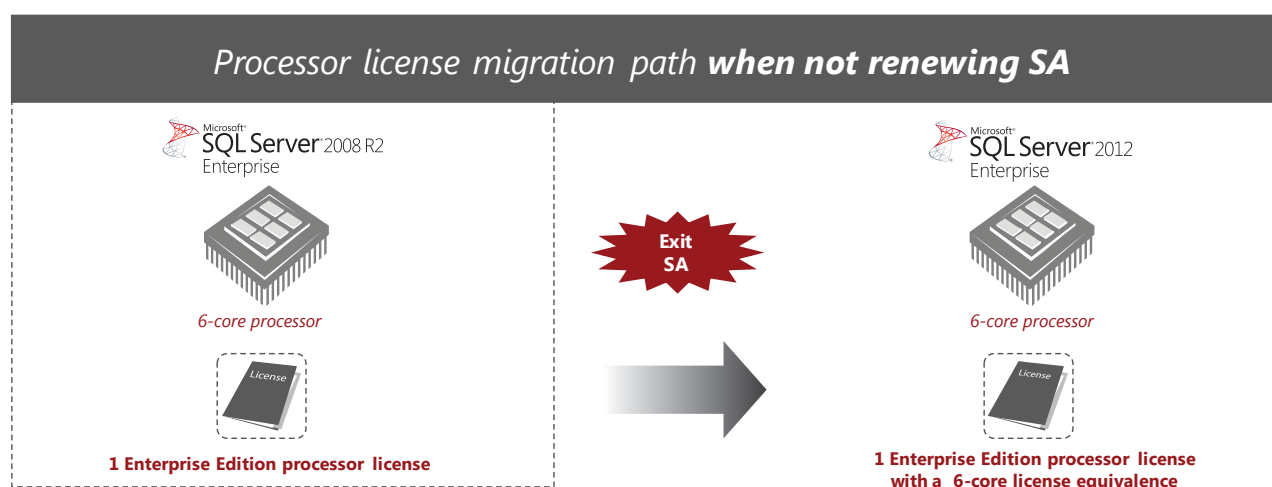 Processor license migration path when not renewing SA
Microsoft®
SQL Server® 2008 R2
Enterprise
6-core processor
License
1 Enterprise Edition processor license
Exit
SA
Microsoft®
SQL Server® 2012
Enterprise
6-core processor
License
1 Enterprise Edition processor license
with a 6-core license equivalence